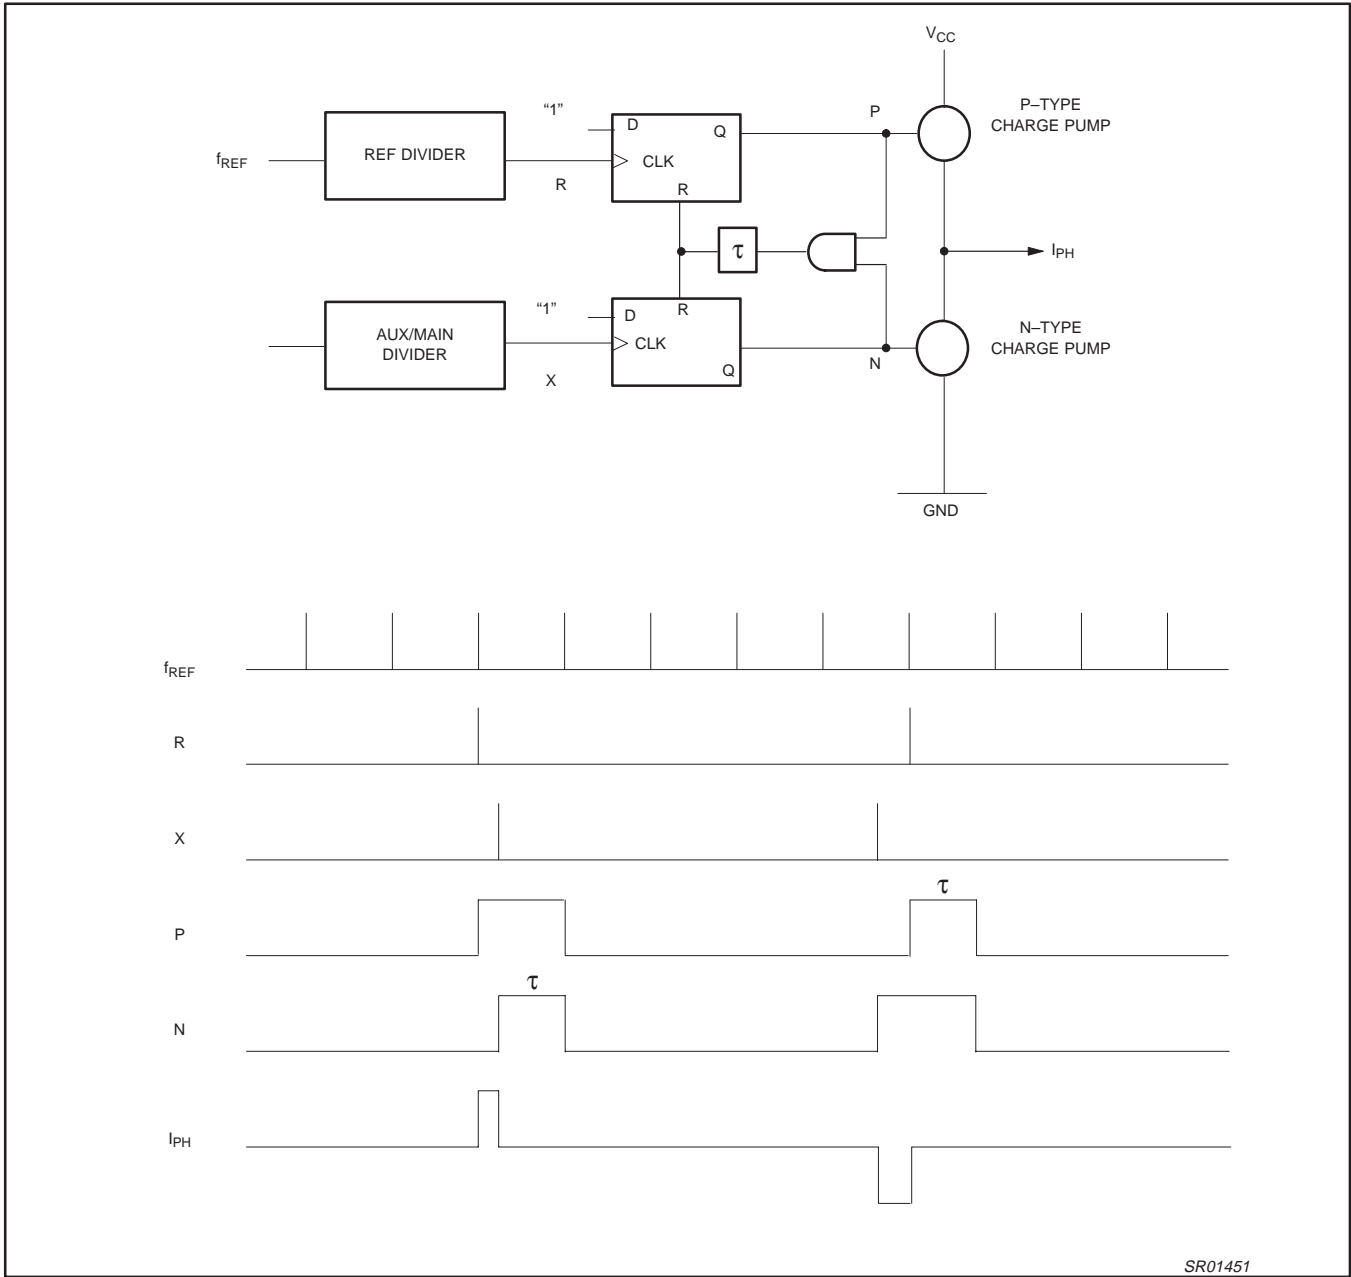 VCC
P–TYPE
CHARGE PUMP
“1”
D
Q
P
fREF
REF DIVIDER
R
CLK
R
τ
IPH
“1”
D
R
AUX/MAIN
DIVIDER
X
CLK
Q
N
N–TYPE
CHARGE PUMP
GND
fREF
R
X
τ
P
τ
N
IPH
SR01451